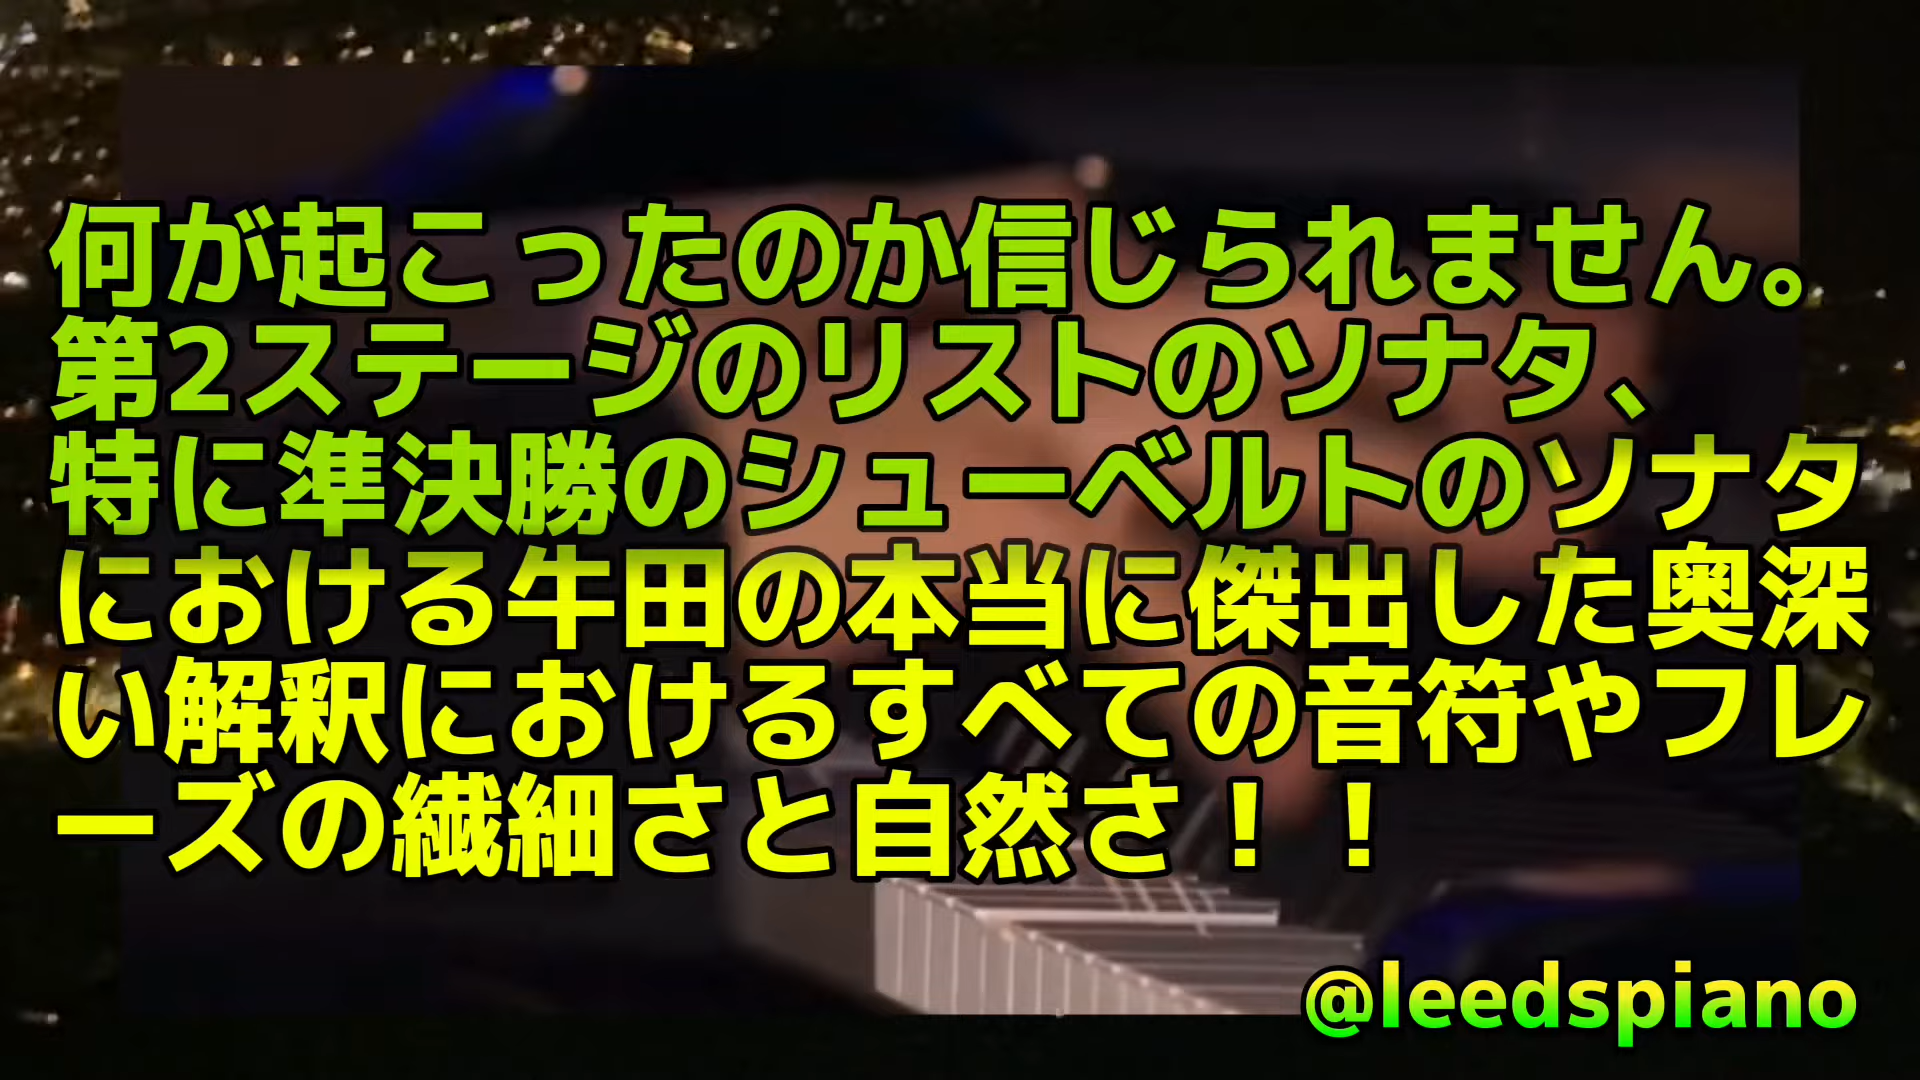 何が起こったのか信じられません。
第2ステージのリストのソナタ、
特に準決勝のシューベルトのソナタ
における牛田の本当に傑出した奥深
い解釈におけるすべての音符やフレ
ーズの繊細さと自然さ！！
@leedspiano